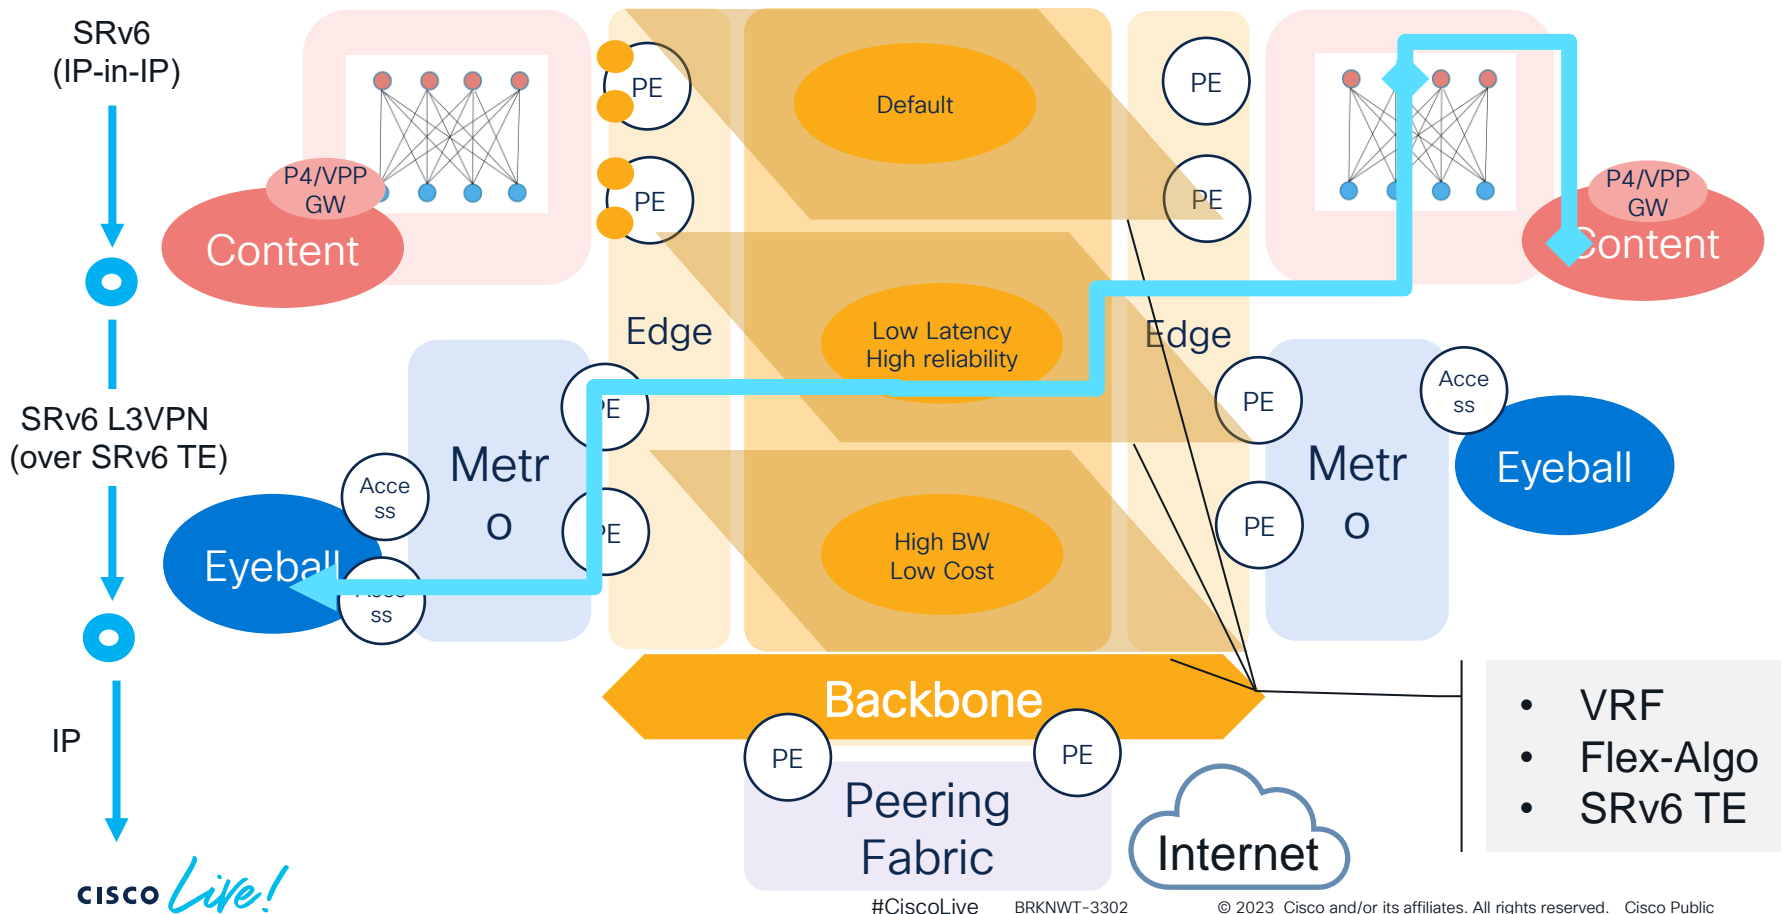 SRv6
(IP-in-IP)
SRv6 L3VPN
(over SRv6 TE)
IP
P4/VPP
GW
Content
PE
PE
Edge
Metr
o
PE
PE
Acce
ss
Acce
ss
Eyeball
Default
Low Latency
High reliability
High BW
Low Cost
Backbone
PE
PE
Peering
Fabric
Internet
PE
PE
Edge
PE
PE
Metr
o
P4/VPP
GW
Content
Acce
ss
Eyeball
• VRF
• Flex-Algo
• SRv6 TE
CISCO Live!
#CiscoLive BRKNWT-3302 © 2023 Cisco and/or its affiliates. All rights reserved. Cisco Public